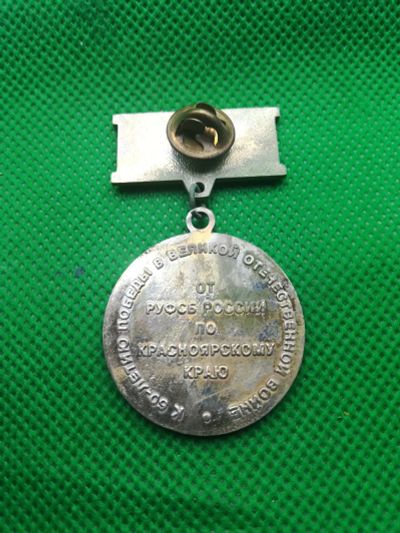 К 60-ЛЕТИЮ ПОБЕДЫ В ВЕЛИКОЙ ОТЕЧЕСТВЕННОЙ ВОЙНЕ
ОТ
РУФСБ РОССИИ
ПО
КРАСНОЯРСКОМУ
КРАЮ